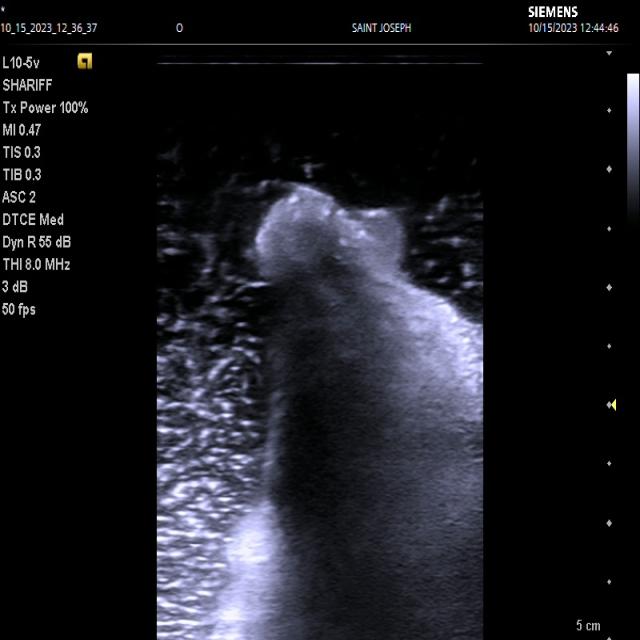 *
SIEMENS
10_15_2023_12_36_37 O SAINT JOSEPH 10/15/2023 12:44:46
L10-5v
SHARIFF
Tx Power 100%
MI 0.47
TIS 0.3
TIB 0.3
ASC 2
DTCE Med
Dyn R 55 dB
THI 8.0 MHz
3 dB
50 fps
5 cm